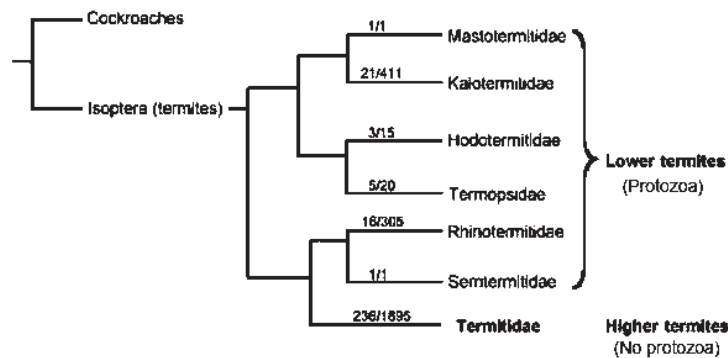 Cockroaches
Isoptera (termites)
1/1
Mastotermitidae
21/411
Kalotermitidae
3/15
Hodotermitidae
5/20
Termopsidae
16/305
Rhinotermitidae
1/1
Serritermitidae
236/1895
Termitidae
Lower termites
(Protozoa)
Higher termites
(No protozoa)